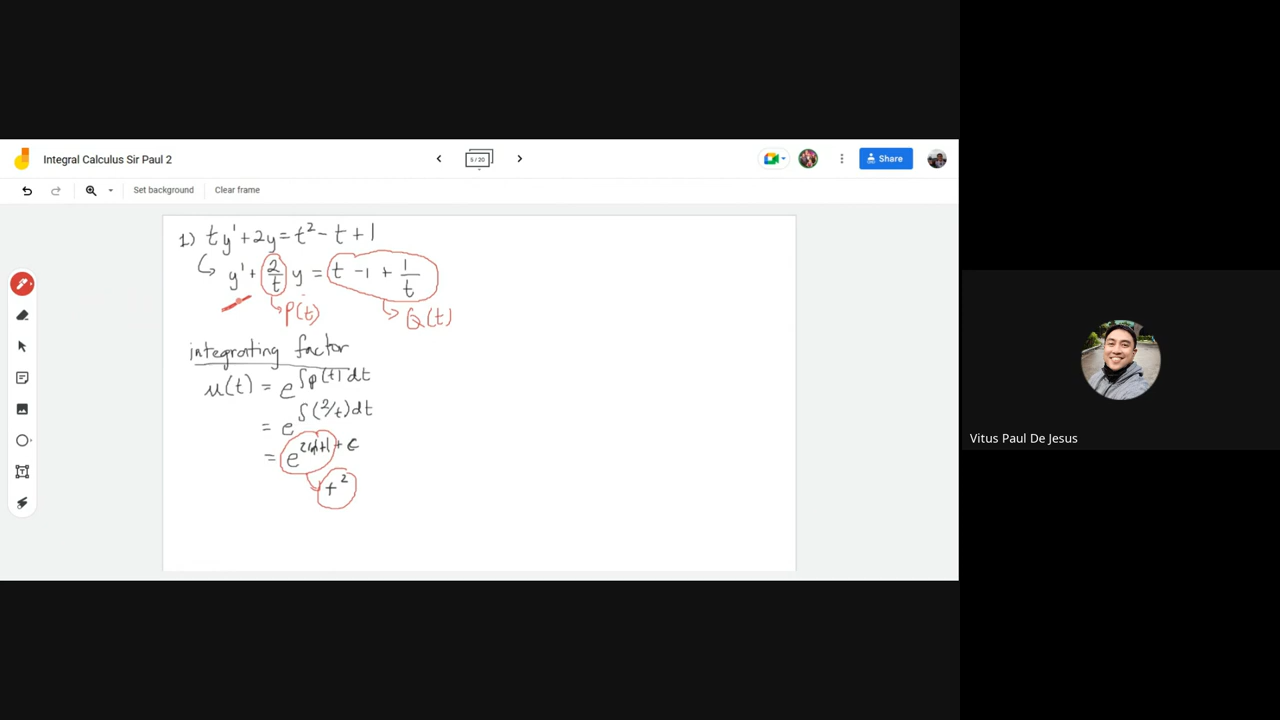 Integral Calculus Sir Paul 2
5 / 20
Share
Set background
Clear frame
1) ty' + 2y = t² - t + 1
y' + 2/t y = t - 1 + 1/t
P(t)
Q(t)
integrating factor
u(t) = e^∫p(t)dt
= e^∫(2/t)dt
= e^2ln|t| + c
t²
Vitus Paul De Jesus